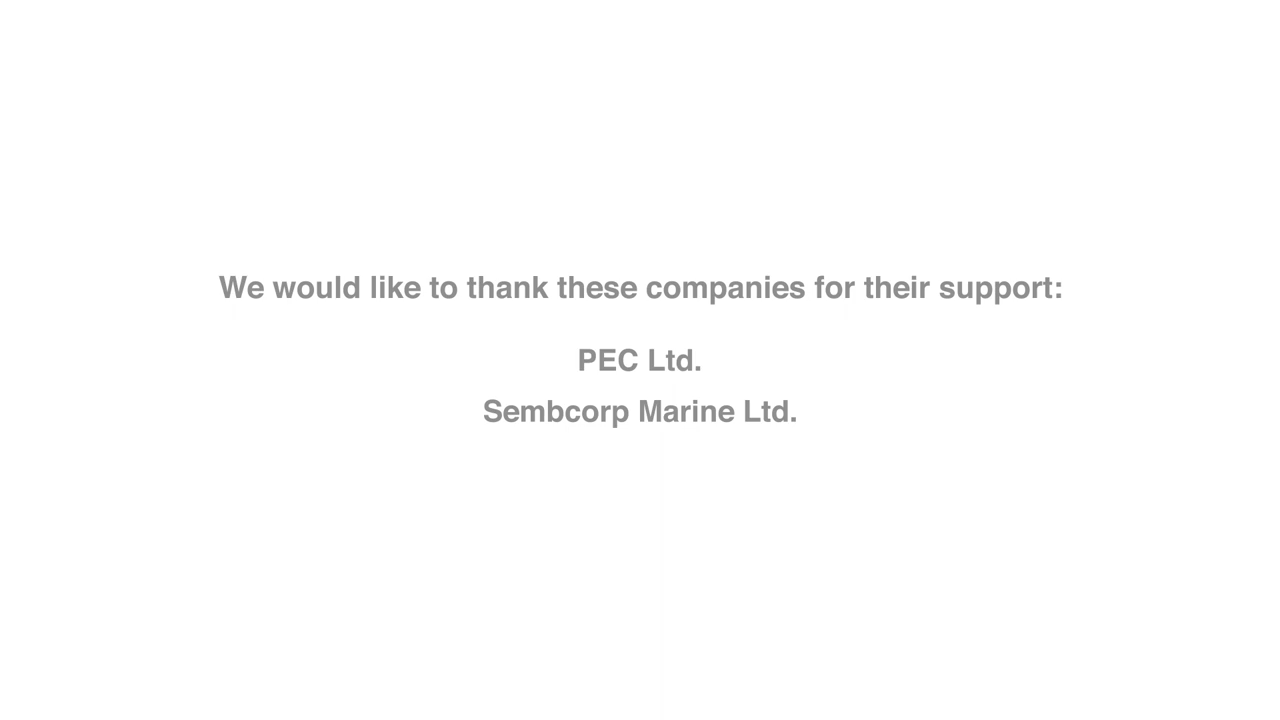 We would like to thank these companies for their support:
PEC Ltd.
Sembcorp Marine Ltd.